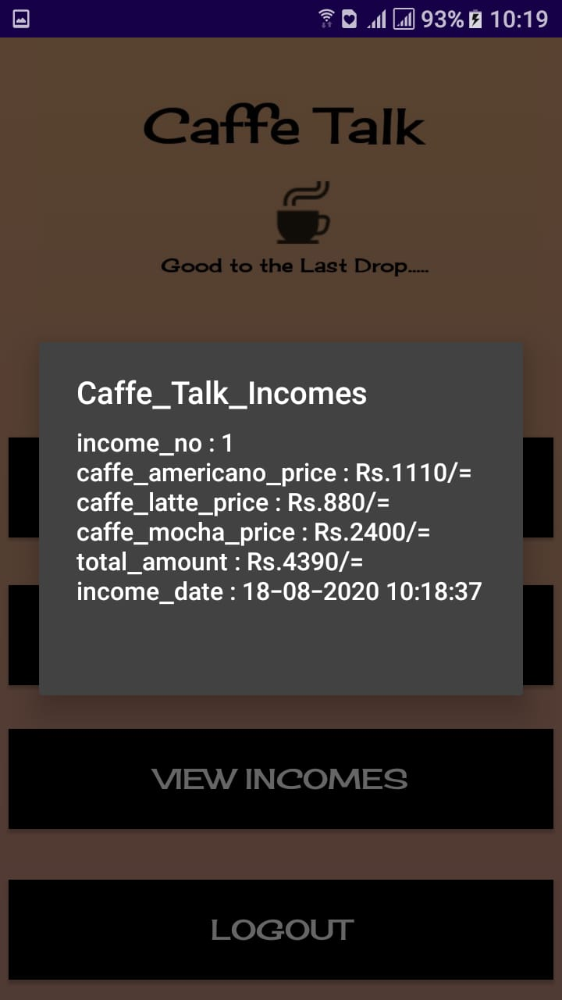 93% 10:19
Caffe Talk
Good to the Last Drop.....
Caffe_Talk_Incomes
income_no : 1
caffe_americano_price : Rs.1110/=
caffe_latte_price : Rs.880/=
caffe_mocha_price : Rs.2400/=
total_amount : Rs.4390/=
income_date : 18-08-2020 10:18:37
VIEW INCOMES
LOGOUT